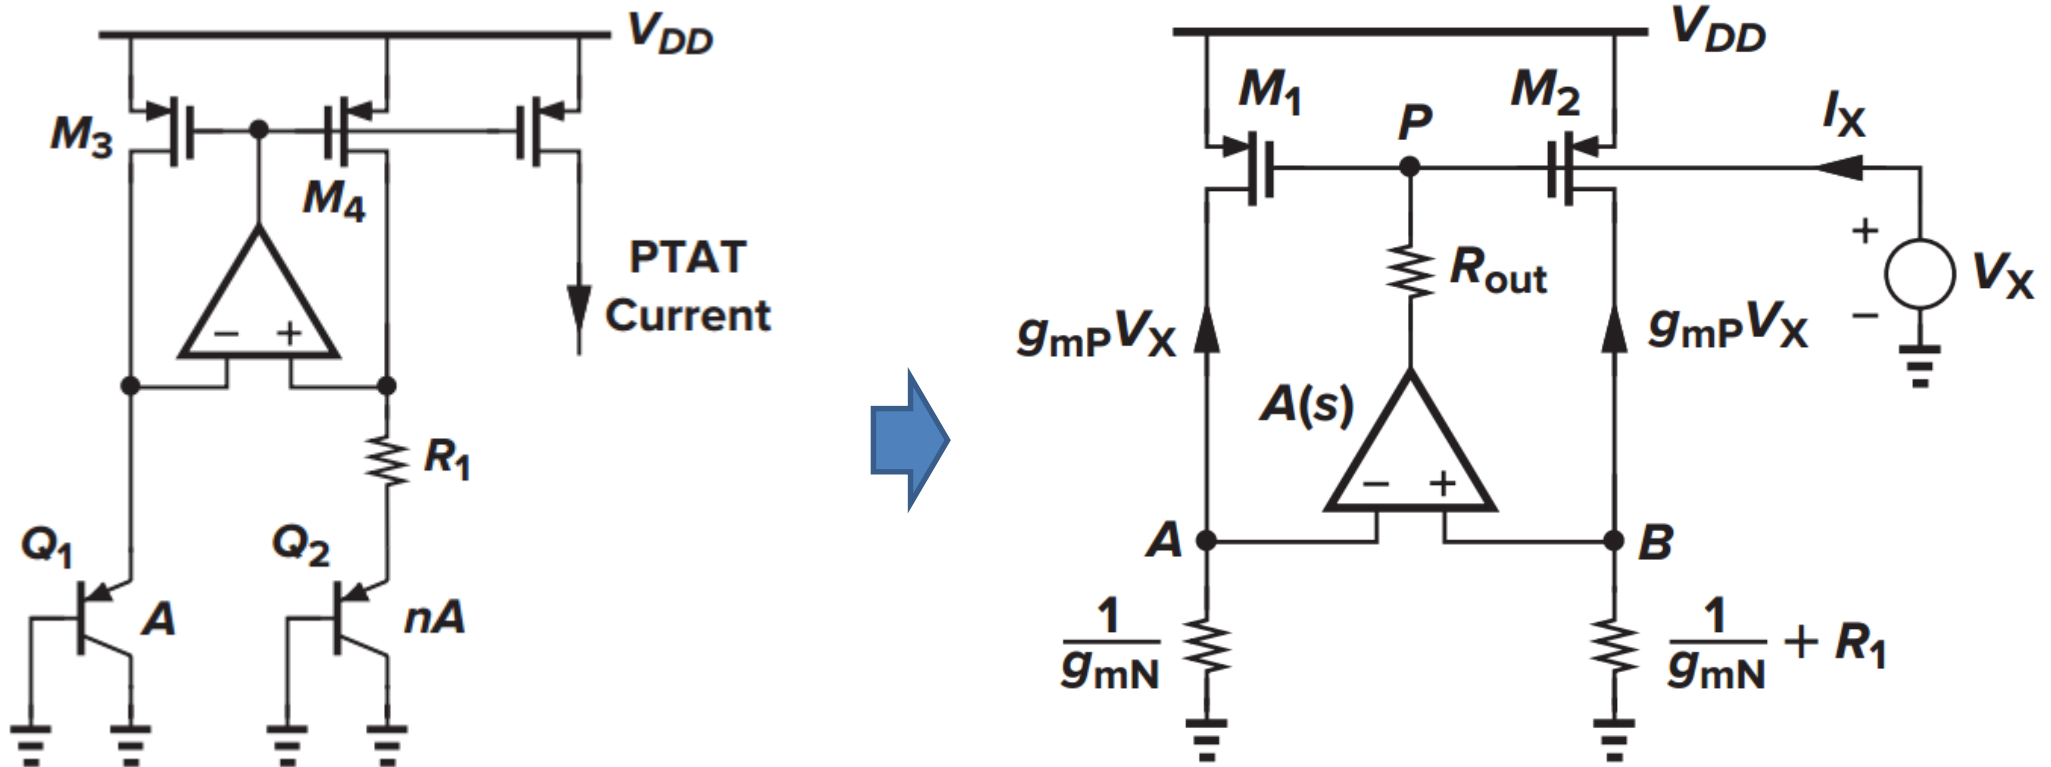 VDD
M3
M4
PTAT
Current
− +
R1
Q1
A
Q2
nA
VDD
M1
P
M2
IX
Rout
+
−
VX
gmPVX
gmPVX
A(s)
− +
A
B
1
gmN
1
gmN + R1